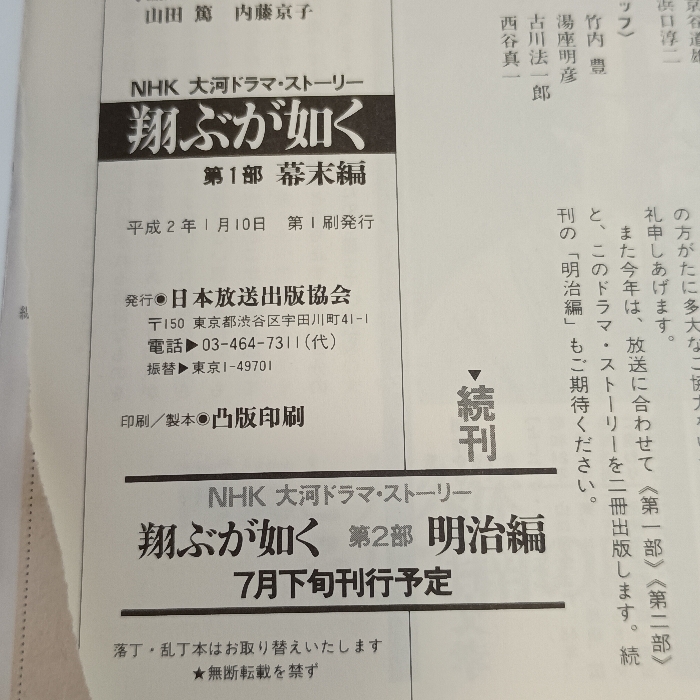 山田 篤 内藤京子
NHK 大河ドラマ・ストーリー
翔ぶが如く
第1部 幕末編
平成2年1月10日 第1刷発行
発行◉日本放送出版協会
〒150 東京都渋谷区宇田川町41-1
電話▶03-464-7311(代)
振替▶東京1-49701
印刷/製本◉凸版印刷
▼続刊
NHK 大河ドラマ・ストーリー
翔ぶが如く 第2部 明治編
7月下旬刊行予定
落丁・乱丁本はお取り替えいたします
★無断転載を禁ず
浜口淳二
ッフ〉
竹内 豊
湯座明彦
古川法一郎
西谷真一
の方がたに多大なご協力を
礼申しあげます。
また今年は、放送に合わせて《第一部》《第二部》
と、このドラマ・ストーリーを二冊出版します。続
刊の「明治編」もご期待ください。